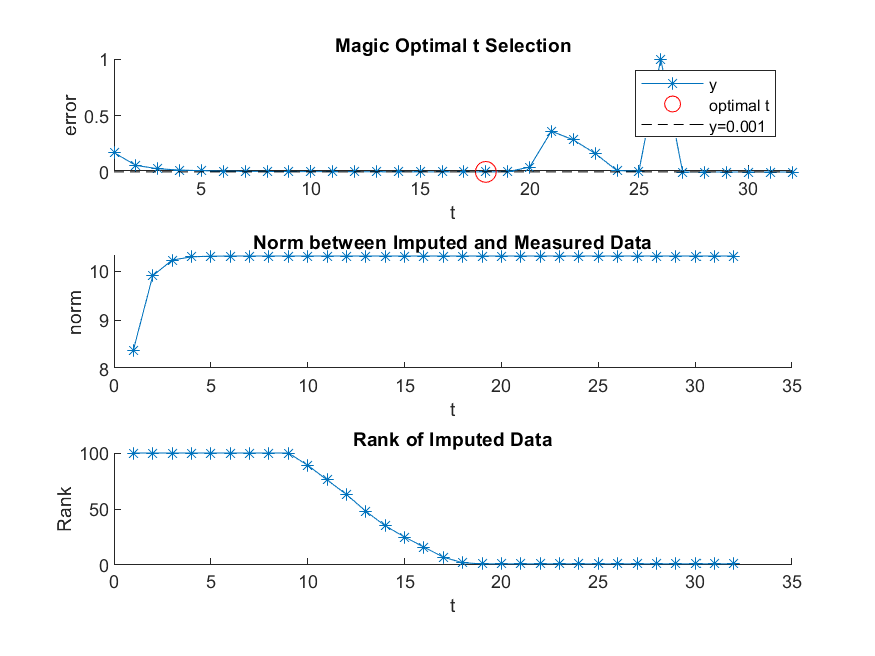 Magic Optimal t Selection
error
1
0.5
0
5
10
15
20
25
30
t
y
optimal t
y=0.001
Norm between Imputed and Measured Data
norm
10
9
8
0
5
10
15
20
25
30
35
t
Rank of Imputed Data
Rank
100
50
0
0
5
10
15
20
25
30
35
t